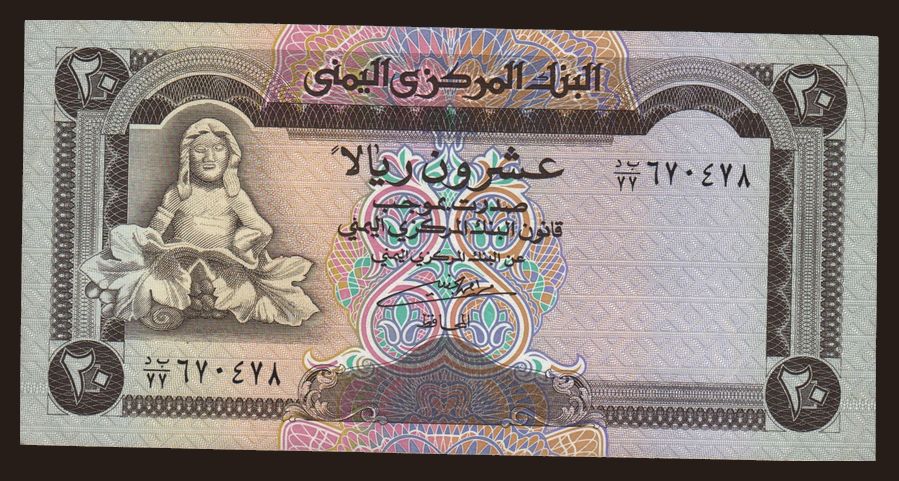 ٢٠ ٢٠
البنك المركزي اليمني
عشرون ريالاً
ب د / ٧٧ ٦٧٠٤٧٨
صدرت بموجب
قانون البنك المركزي اليمني
عن البنك المركزي اليمني
المحافظ
ب د / ٧٧ ٦٧٠٤٧٨
٢٠ ٢٠